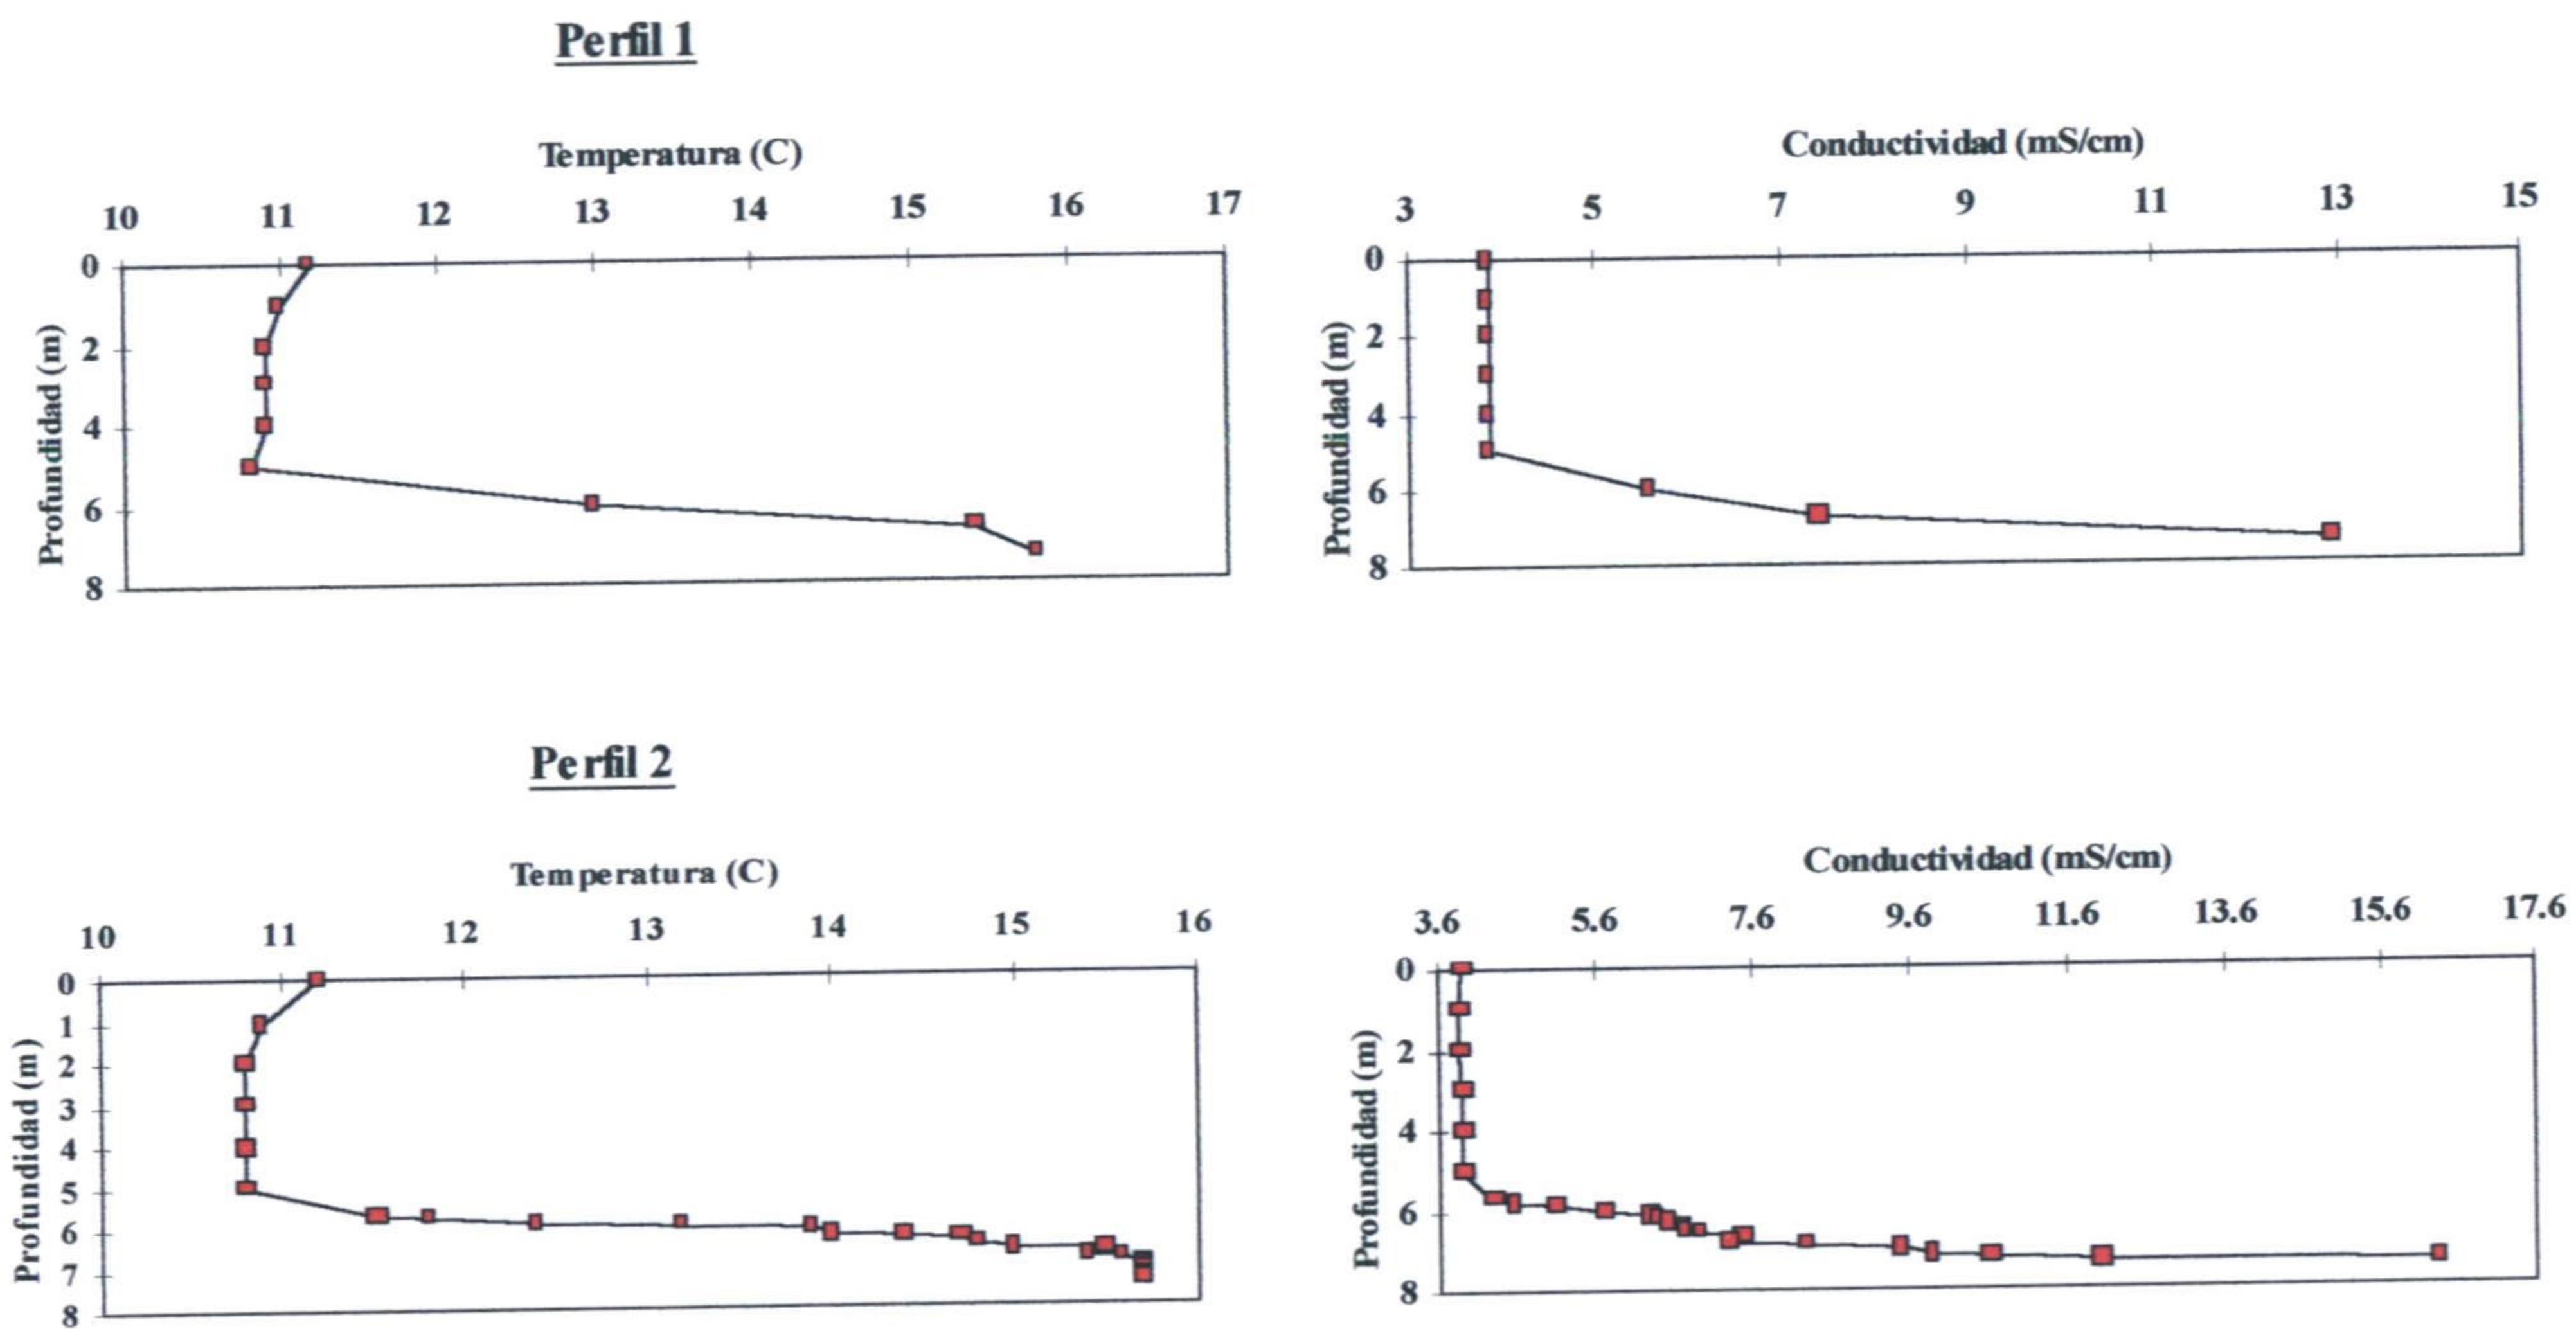 Perfil 1
Temperatura (C)
10 11 12 13 14 15 16 17
Profundidad (m)
0
2
4
6
8
Conductividad (mS/cm)
3 5 7 9 11 13 15
Profundidad (m)
0
2
4
6
8
Perfil 2
Temperatura (C)
10 11 12 13 14 15 16
Profundidad (m)
0
1
2
3
4
5
6
7
8
Conductividad (mS/cm)
3.6 5.6 7.6 9.6 11.6 13.6 15.6 17.6
Profundidad (m)
0
2
4
6
8